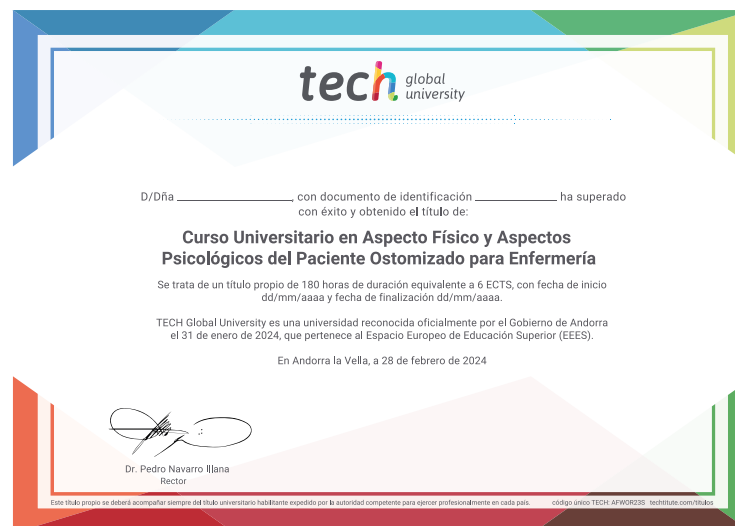 tech global university
D/Dña ____________________, con documento de identificación ______________ ha superado
con éxito y obtenido el título de:
Curso Universitario en Aspecto Físico y Aspectos
Psicológicos del Paciente Ostomizado para Enfermería
Se trata de un título propio de 180 horas de duración equivalente a 6 ECTS, con fecha de inicio
dd/mm/aaaa y fecha de finalización dd/mm/aaaa.
TECH Global University es una universidad reconocida oficialmente por el Gobierno de Andorra
el 31 de enero de 2024, que pertenece al Espacio Europeo de Educación Superior (EEES).
En Andorra la Vella, a 28 de febrero de 2024
Dr. Pedro Navarro Illana
Rector
Este título propio se deberá acompañar siempre del título universitario habilitante expedido por la autoridad competente para ejercer profesionalmente en cada país. código único TECH: AFWOR23S techtitute.com/titulos